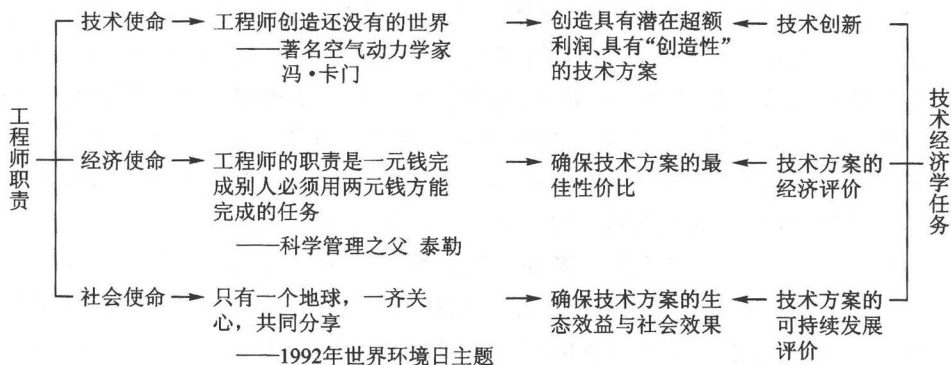 工程师职责
技术使命
工程师创造还没有的世界
——著名空气动力学家
冯·卡门
创造具有潜在超额
利润、具有“创造性”
的技术方案
技术创新
经济使命
工程师的职责是一元钱完
成别人必须用两元钱方能
完成的任务
——科学管理之父 泰勒
确保技术方案的最
佳性价比
技术方案的
经济评价
社会使命
只有一个地球，一齐关
心，共同分享
——1992年世界环境日主题
确保技术方案的生
态效益与社会效果
技术方案的
可持续发展
评价
技术经济学任务